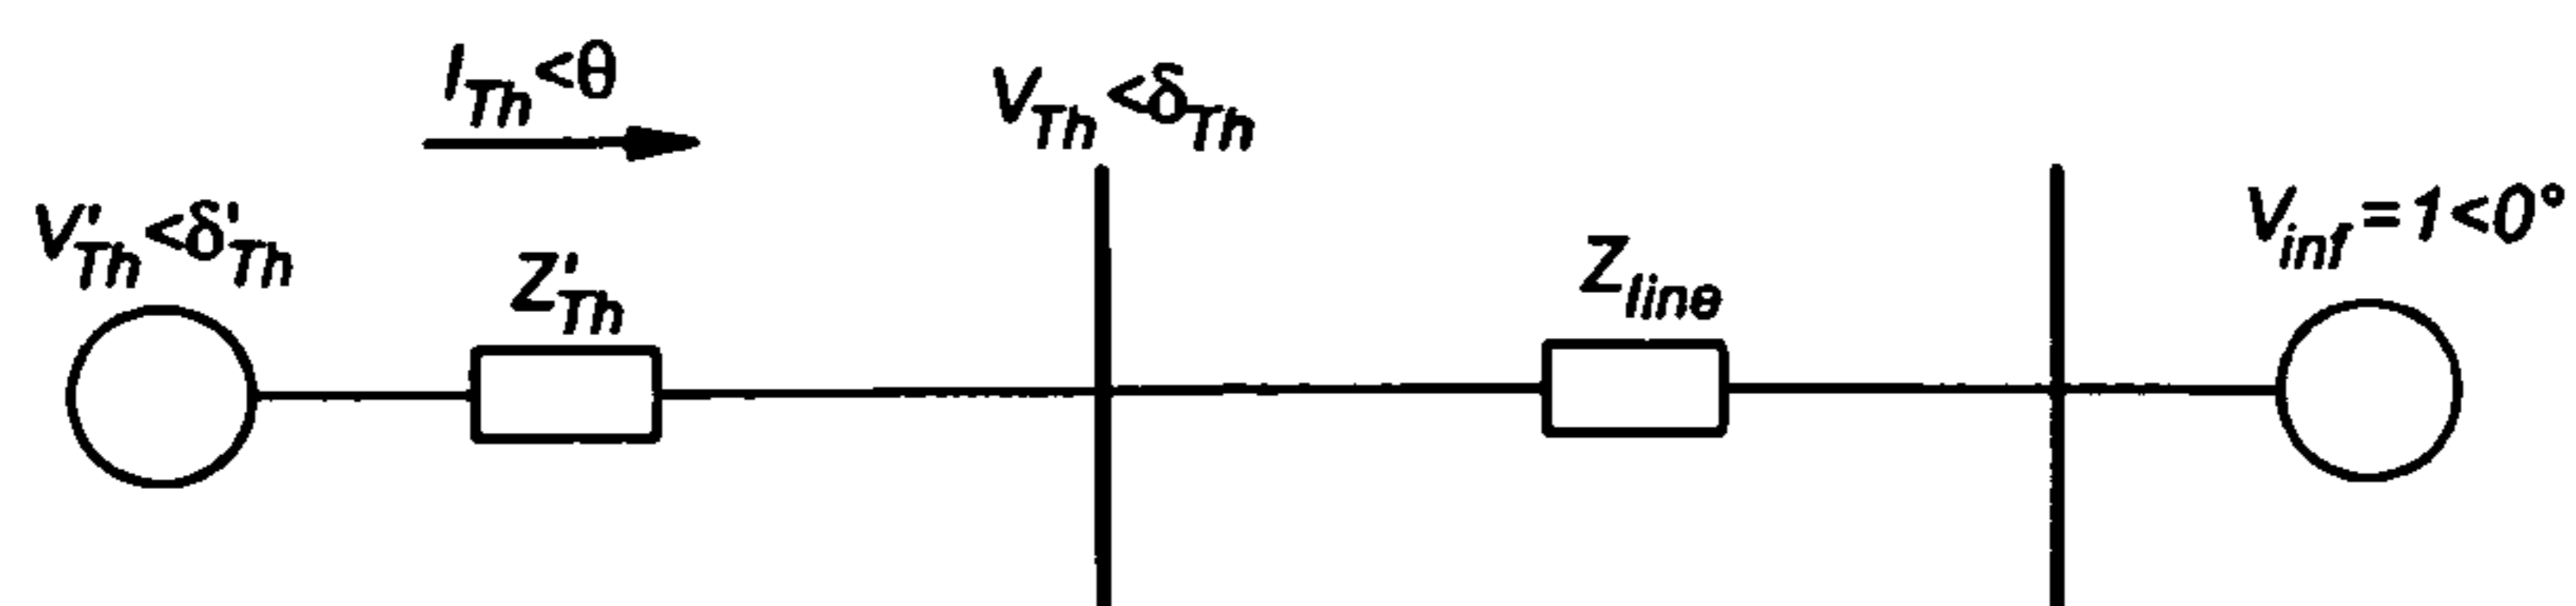 I_Th<θ
V_Th<δ_Th
V'_Th<δ'_Th
Z'_Th
Z_line
V_inf=1<0°